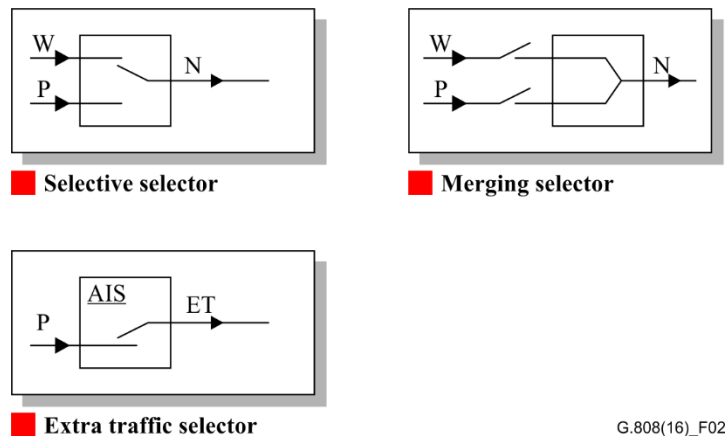 W
P
N
Selective selector
W
P
N
Merging selector
AIS
P
ET
Extra traffic selector
G.808(16)_F02